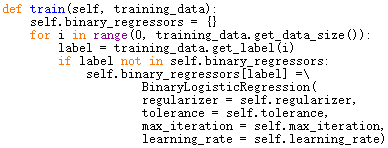 def train(self, training_data):
    self.binary_regressors = {}
    for i in range(0, training_data.get_data_size()):
        label = training_data.get_label(i)
        if label not in self.binary_regressors:
            self.binary_regressors[label] =\
                    BinaryLogisticRegression(
                    regularizer = self.regularizer,
                    tolerance = self.tolerance,
                    max_iteration = self.max_iteration,
                    learning_rate = self.learning_rate)